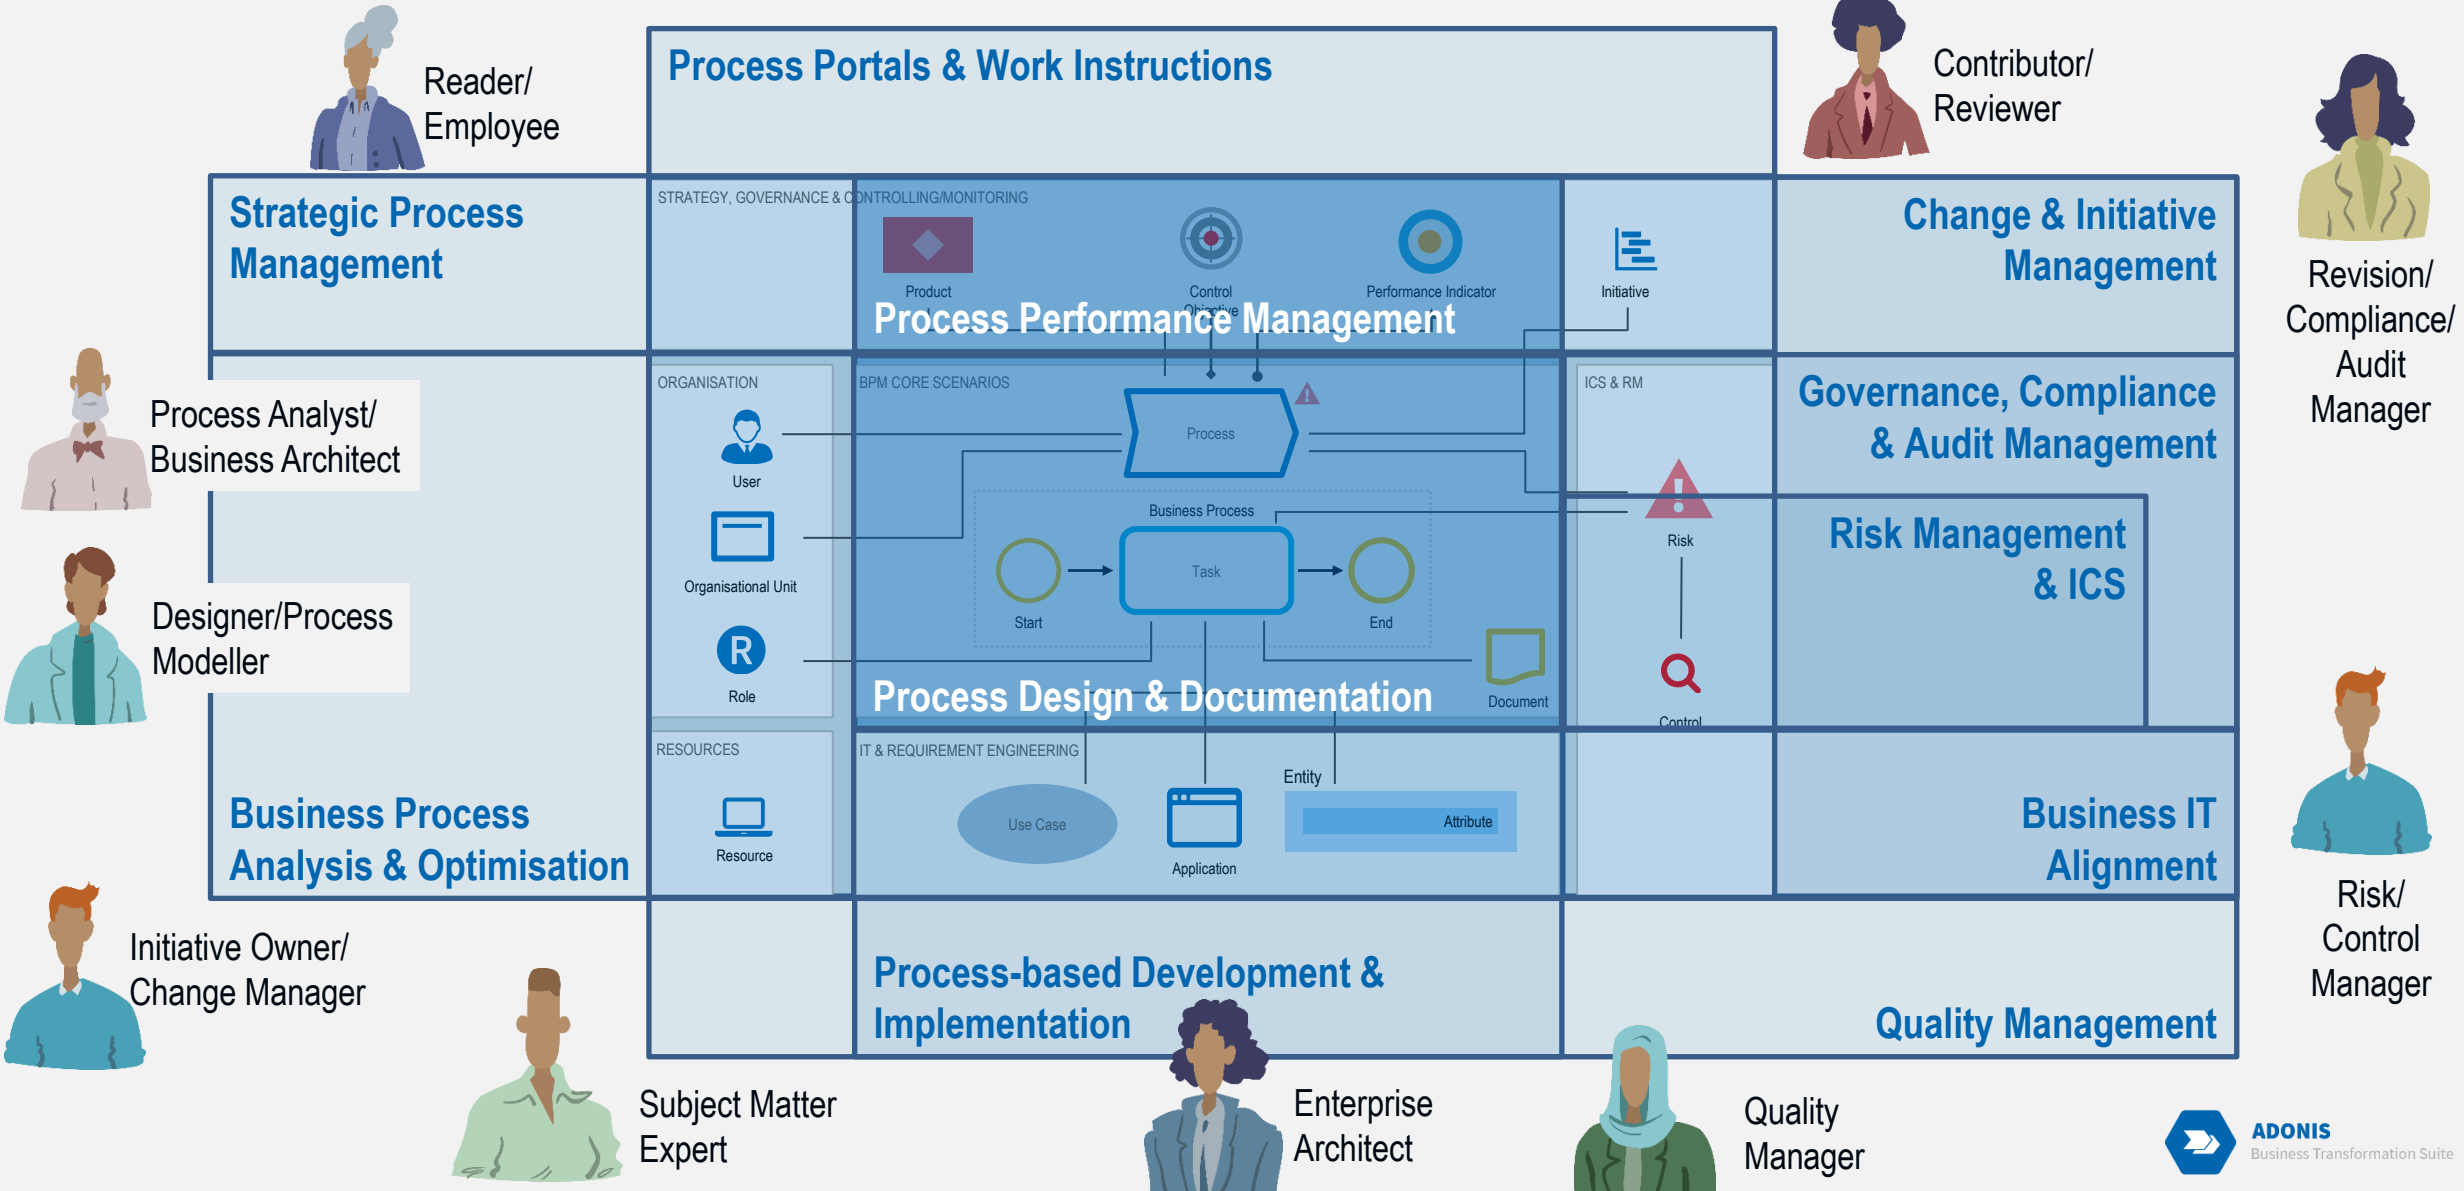 Reader/
Employee
Process Portals & Work Instructions
Contributor/
Reviewer
Revision/
Compliance/
Audit
Manager
Strategic Process
Management
STRATEGY, GOVERNANCE & CONTROLLING/MONITORING
Product
Control
Objective
Performance Indicator
Initiative
Process Performance Management
Change & Initiative
Management
Process Analyst/
Business Architect
Designer/Process
Modeller
ORGANISATION
User
Organisational Unit
R
Role
BPM CORE SCENARIOS
Process
Business Process
Start
Task
End
Document
Process Design & Documentation
ICS & RM
Risk
Control
Governance, Compliance
& Audit Management
Risk Management
& ICS
Business Process
Analysis & Optimisation
RESOURCES
Resource
IT & REQUIREMENT ENGINEERING
Use Case
Application
Entity
Attribute
Business IT
Alignment
Risk/
Control
Manager
Initiative Owner/
Change Manager
Process-based Development &
Implementation
Quality Management
Subject Matter
Expert
Enterprise
Architect
Quality
Manager
ADONIS
Business Transformation Suite